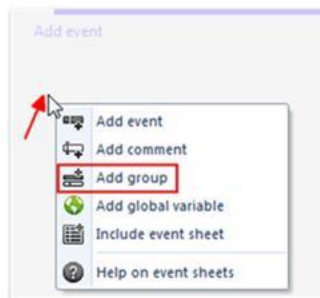 Add event
Add event
Add comment
Add group
Add global variable
Include event sheet
Help on event sheets